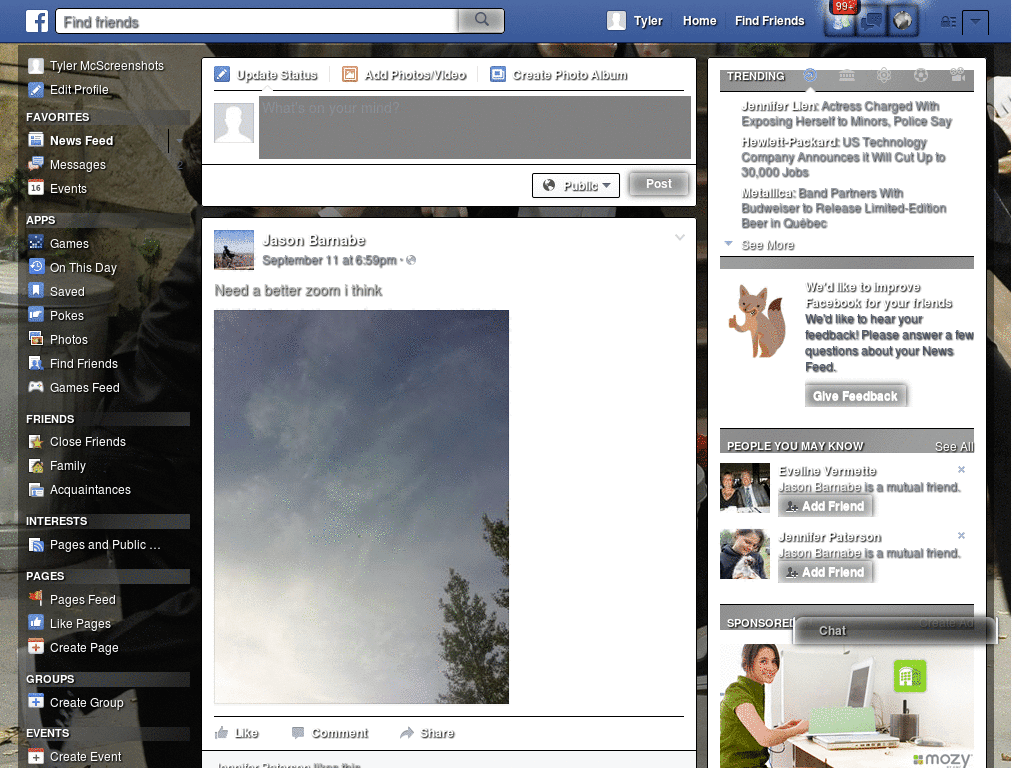 Find friends
Tyler
Home
Find Friends
99+
Tyler McScreenshots
Edit Profile
FAVORITES
News Feed
Messages
2
16
Events
APPS
Games
On This Day
Saved
Pokes
Photos
Find Friends
Games Feed
FRIENDS
Close Friends
Family
Acquaintances
INTERESTS
Pages and Public ...
PAGES
Pages Feed
Like Pages
Create Page
GROUPS
Create Group
EVENTS
Create Event
Update Status
Add Photos/Video
Create Photo Album
What's on your mind?
Public
Post
Jason Barnabe
September 11 at 6:59pm ·
Need a better zoom i think
Like
Comment
Share
Jennifer Paterson likes this.
TRENDING
Jennifer Lien: Actress Charged With
Exposing Herself to Minors, Police Say
Hewlett-Packard: US Technology
Company Announces it Will Cut Up to
30,000 Jobs
Metallica: Band Partners With
Budweiser to Release Limited-Edition
Beer in Québec
See More
We'd like to improve
Facebook for your friends
We'd like to hear your
feedback! Please answer a few
questions about your News
Feed.
Give Feedback
PEOPLE YOU MAY KNOW
See All
Eveline Vermette
Jason Barnabe is a mutual friend.
Add Friend
Jennifer Paterson
Jason Barnabe is a mutual friend.
Add Friend
SPONSORED
Create Ad
Chat
mozy